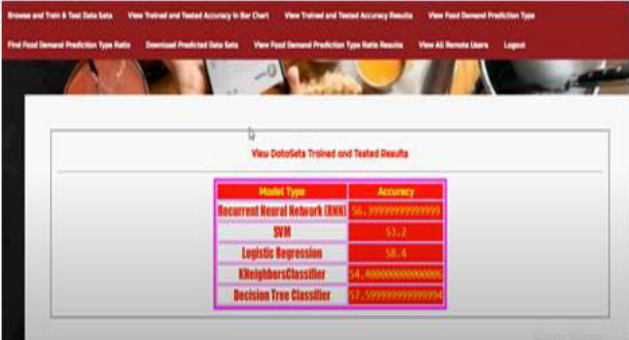 Browse and Train & Test Data Sets View Trained and Tested Accuracy in Bar Chart View Trained and Tested Accuracy Results View Food Demand Prediction Type
Find Food Demand Prediction Type Ratio Download Predicted Data Sets View Food Demand Prediction Type Ratio Results View All Remote Users Logout
View DataSets Trained and Tested Results
Model Type Accuracy
Recurrent Neural Network (RNN) 56.39999999999999
SVM 53.2
Logistic Regression 58.4
KNeighborsClassifier 54.400000000000006
Decision Tree Classifier 57.599999999999994